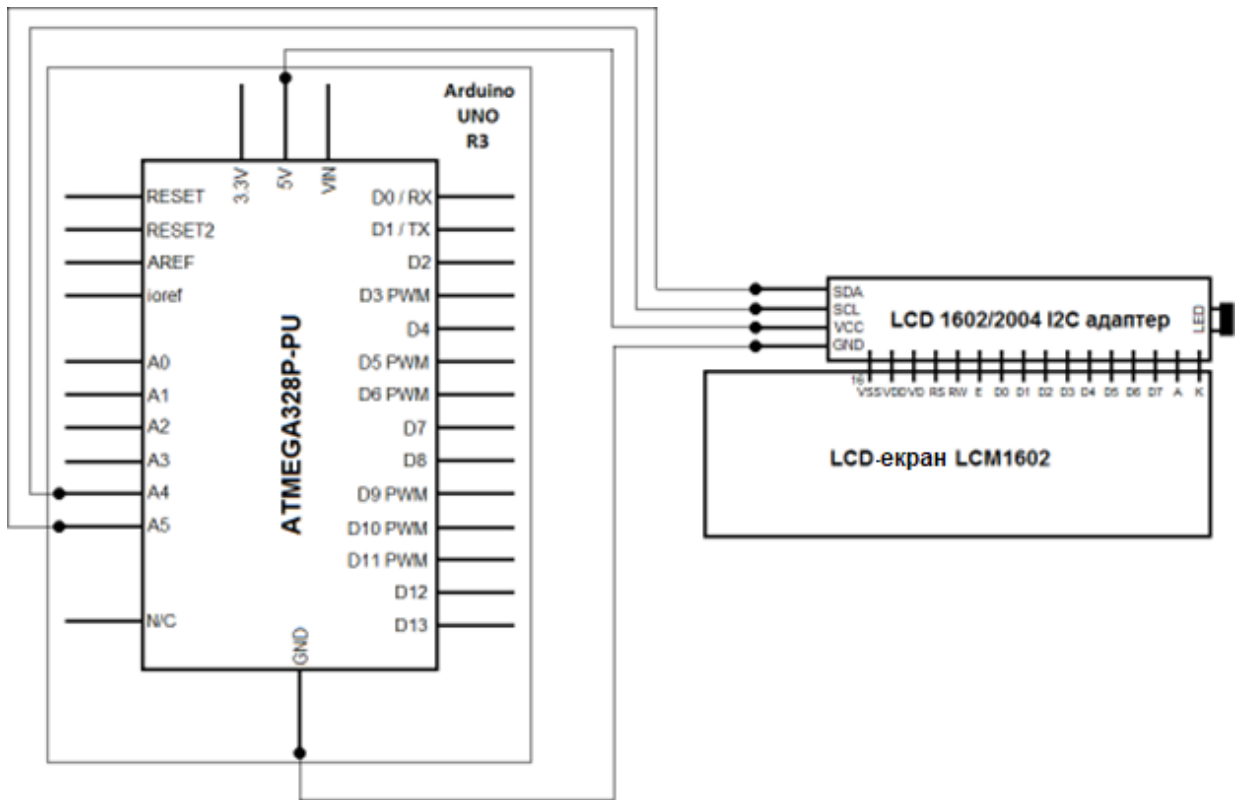 Arduino
UNO
R3
3.3V
5V
VIN
RESET
RESET2
AREF
ioref
A0
A1
A2
A3
A4
A5
N/C
GND
ATMEGA328P-PU
D0 / RX
D1 / TX
D2
D3 PWM
D4
D5 PWM
D6 PWM
D7
D8
D9 PWM
D10 PWM
D11 PWM
D12
D13
SDA
SCL
VCC
GND
LCD 1602/2004 I2C адаптер
LED
16
VSS VDD VD RS RW E D0 D1 D2 D3 D4 D5 D6 D7 A K
LCD-екран LCM1602